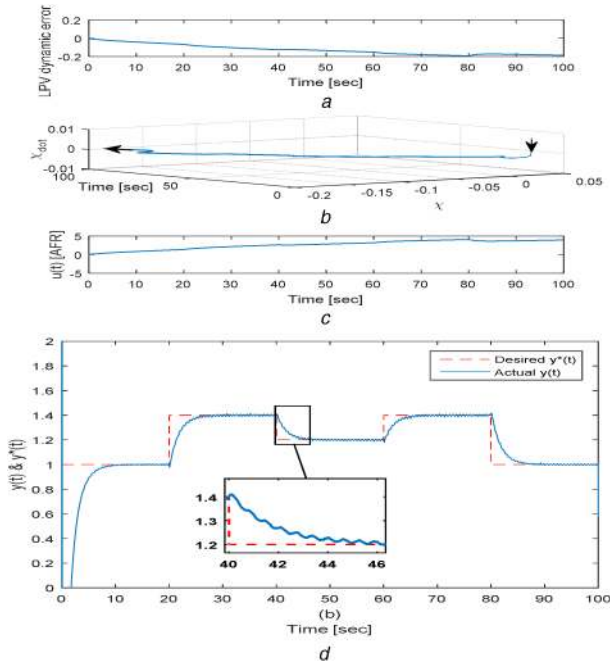 LPV dynamic error
0.2
0
-0.2
0 10 20 30 40 50 60 70 80 90 100
Time [sec]
a
χ_dot
0.01
0
-0.01
100
50
0
Time [sec]
-0.2 -0.15 -0.1 -0.05 0 0.05
χ
b
u(t) [AFR]
5
0
-5
0 10 20 30 40 50 60 70 80 90 100
Time [sec]
c
y(t) & y*(t)
2
1.8
1.6
1.4
1.2
1
0.8
0.6
0.4
0.2
0
Desired y*(t)
Actual y(t)
1.4
1.3
1.2
40 42 44 46
0 10 20 30 40 50 60 70 80 90 100
(b)
Time [sec]
d